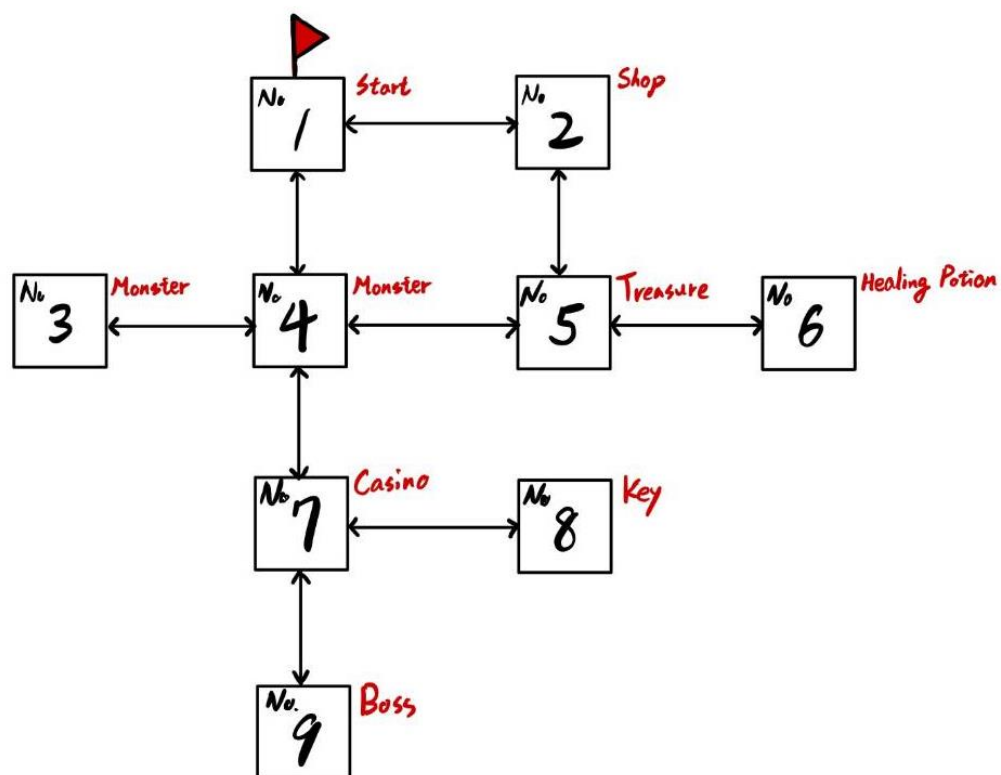 No
1
Start
No
2
Shop
No
3
Monster
No
4
Monster
No
5
Treasure
No
6
Healing Potion
No
7
Casino
No
8
Key
No.
9
Boss